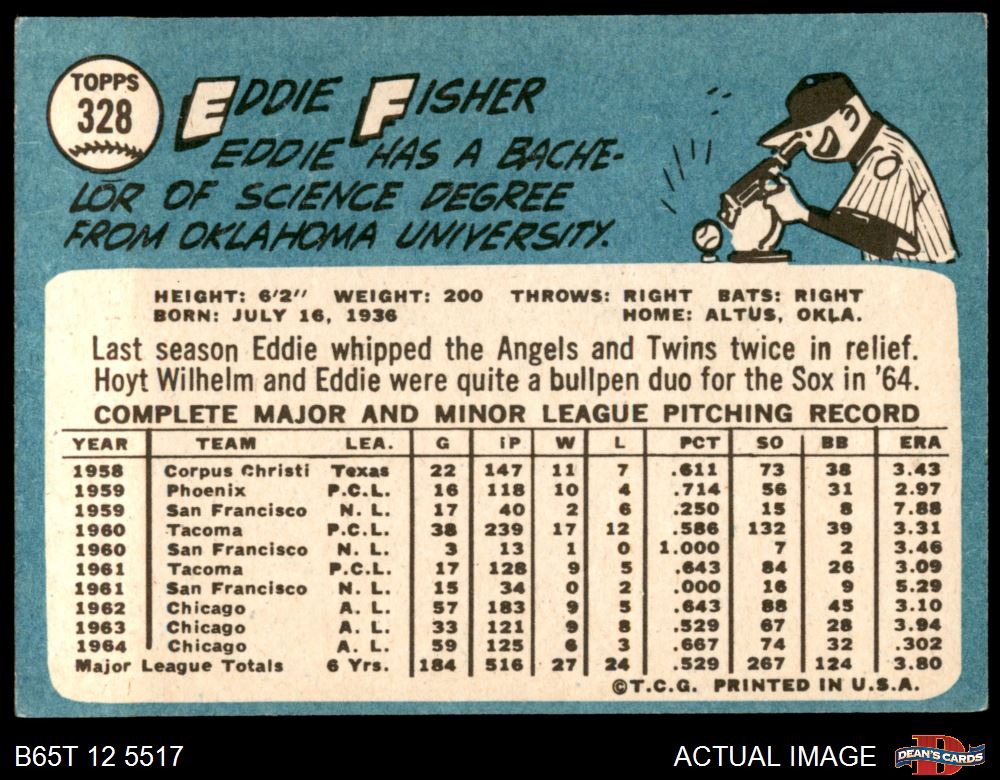 TOPPS
328
EDDIE FISHER
EDDIE HAS A BACHE-
LOR OF SCIENCE DEGREE
FROM OKLAHOMA UNIVERSITY.
HEIGHT: 6'2" WEIGHT: 200 THROWS: RIGHT BATS: RIGHT
BORN: JULY 16, 1936 HOME: ALTUS, OKLA.
Last season Eddie whipped the Angels and Twins twice in relief.
Hoyt Wilhelm and Eddie were quite a bullpen duo for the Sox in '64.
COMPLETE MAJOR AND MINOR LEAGUE PITCHING RECORD
YEAR TEAM LEA. G IP W L PCT SO BB ERA
1958 Corpus Christi Texas 22 147 11 7 .611 73 38 3.43
1959 Phoenix P.C.L. 16 118 10 4 .714 56 31 2.97
1959 San Francisco N. L. 17 40 2 6 .250 15 8 7.88
1960 Tacoma P.C.L. 38 239 17 12 .586 132 39 3.31
1960 San Francisco N. L. 3 13 1 0 1.000 7 2 3.46
1961 Tacoma P.C.L. 17 128 9 5 .643 84 26 3.09
1961 San Francisco N. L. 15 34 0 2 .000 16 9 5.29
1962 Chicago A. L. 57 183 9 5 .643 88 45 3.10
1963 Chicago A. L. 33 121 9 8 .529 67 28 3.94
1964 Chicago A. L. 59 125 6 3 .667 74 32 .302
Major League Totals 6 Yrs. 184 516 27 24 .529 267 124 3.80
©T.C.G. PRINTED IN U.S.A.
B65T 12 5517 ACTUAL IMAGE
D
DEAN'S CARDS